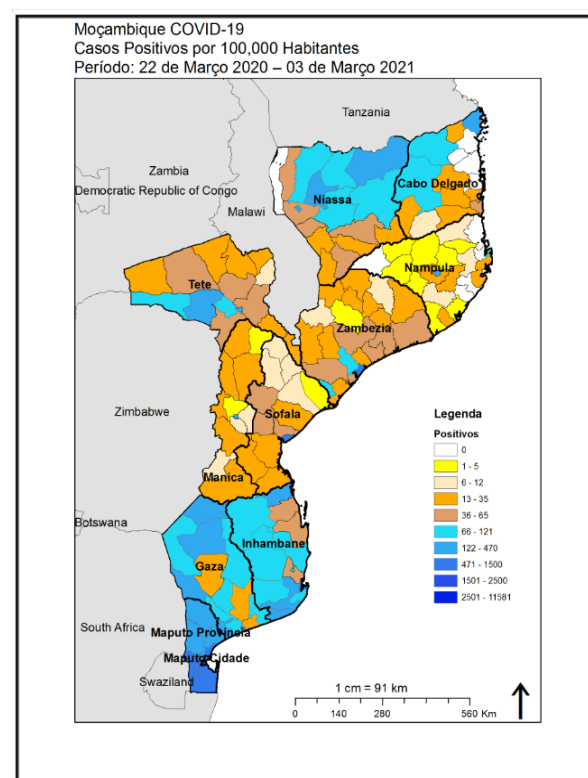 Moçambique COVID-19
Casos Positivos por 100,000 Habitantes
Período: 22 de Março 2020 – 03 de Março 2021
Tanzania
Zambia
Democratic Republic of Congo
Malawi
Niassa
Cabo Delgado
Nampula
Tete
Zambezia
Zimbabwe
Sofala
Manica
Botswana
Inhambane
Gaza
South Africa
Maputo Provincia
Maputo Cidade
Swaziland
Legenda
Positivos
0
1 - 5
6 - 12
13 - 35
36 - 65
66 - 121
122 - 470
471 - 1500
1501 - 2500
2501 - 11581
1 cm = 91 km
0 140 280 560 Km